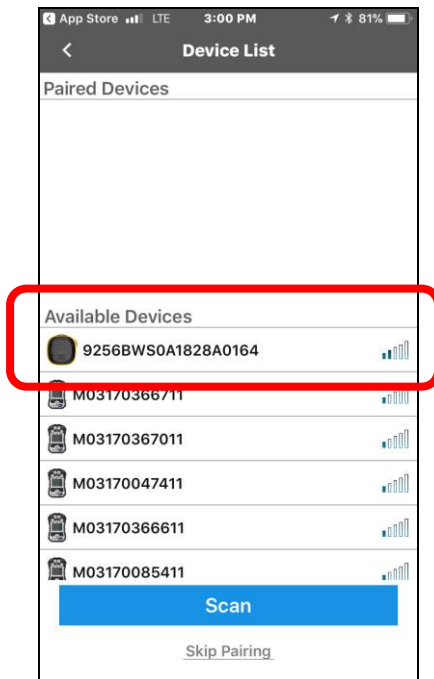 App Store LTE 3:00 PM 81%
Device List
Paired Devices
Available Devices
9256BWS0A1828A0164
M03170366711
M03170367011
M03170047411
M03170366611
M03170085411
Scan
Skip Pairing